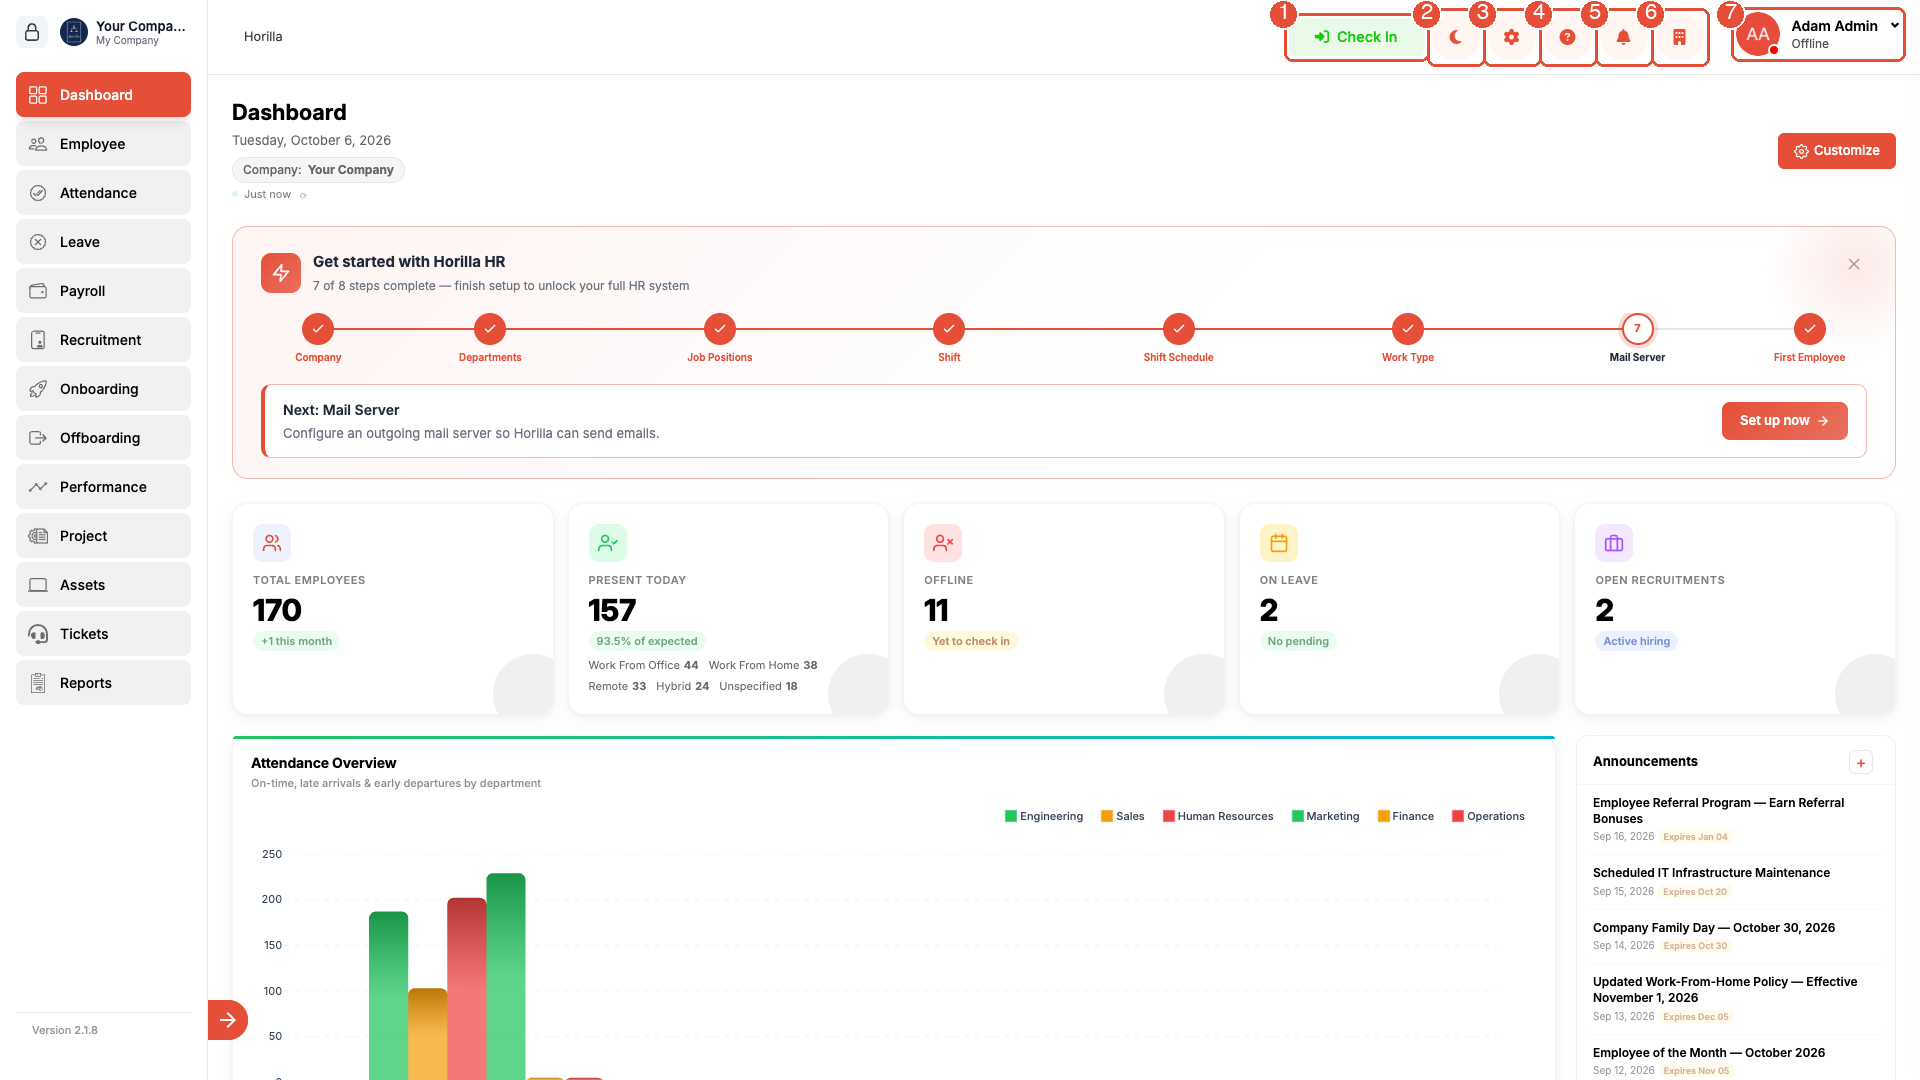 Your Compa...
My Company
Dashboard
Employee
Attendance
Leave
Payroll
Recruitment
Onboarding
Offboarding
Performance
Project
Assets
Tickets
Reports
Version 2.1.8
Horilla
1
Check In
2
3
4
5
6
7
AA
Adam Admin
Offline
Dashboard
Tuesday, October 6, 2026
Company: Your Company
Just now
Customize
Get started with Horilla HR
7 of 8 steps complete — finish setup to unlock your full HR system
7
Company
Departments
Job Positions
Shift
Shift Schedule
Work Type
Mail Server
First Employee
Next: Mail Server
Configure an outgoing mail server so Horilla can send emails.
Set up now
TOTAL EMPLOYEES
170
+1 this month
PRESENT TODAY
157
93.5% of expected
Work From Office 44 Work From Home 38
Remote 33 Hybrid 24 Unspecified 18
OFFLINE
11
Yet to check in
ON LEAVE
2
No pending
OPEN RECRUITMENTS
2
Active hiring
Attendance Overview
On-time, late arrivals & early departures by department
Engineering Sales Human Resources Marketing Finance Operations
250
200
150
100
50
Announcements
+
Employee Referral Program — Earn Referral
Bonuses
Sep 16, 2026 Expires Jan 04
Scheduled IT Infrastructure Maintenance
Sep 15, 2026 Expires Oct 20
Company Family Day — October 30, 2026
Sep 14, 2026 Expires Oct 30
Updated Work-From-Home Policy — Effective
November 1, 2026
Sep 13, 2026 Expires Dec 05
Employee of the Month — October 2026
Sep 12, 2026 Expires Nov 05